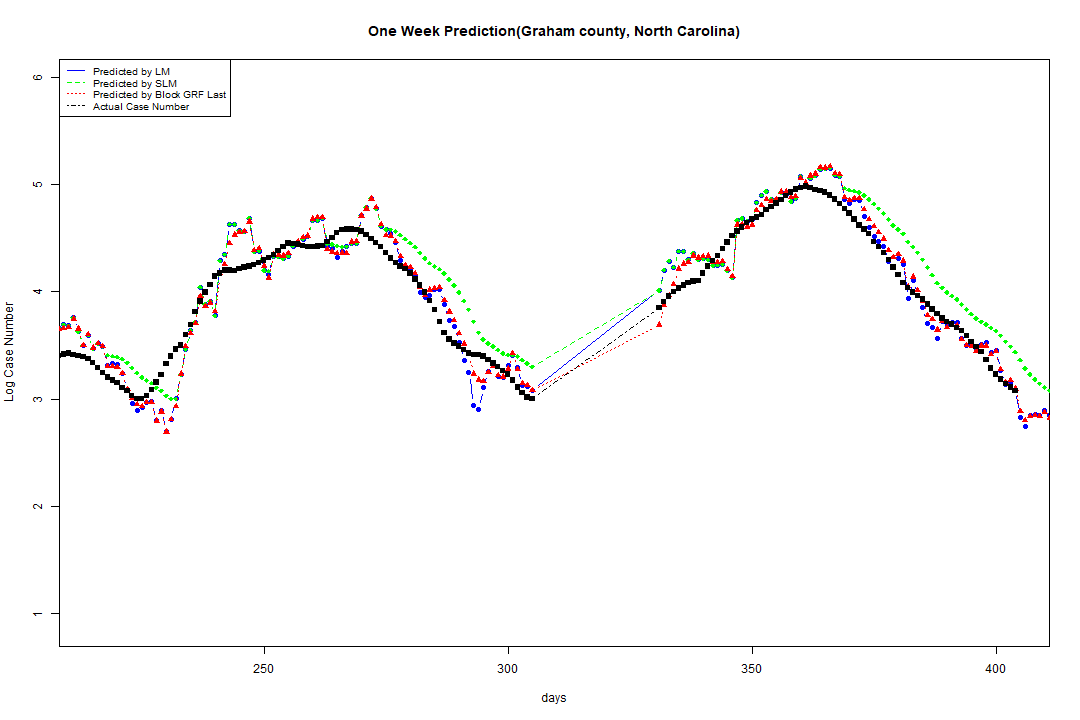 One Week Prediction(Graham county, North Carolina)
Predicted by LM
Predicted by SLM
Predicted by Block GRF Last
Actual Case Number
6
5
4
3
2
1
Log Case Number
250
300
350
400
days